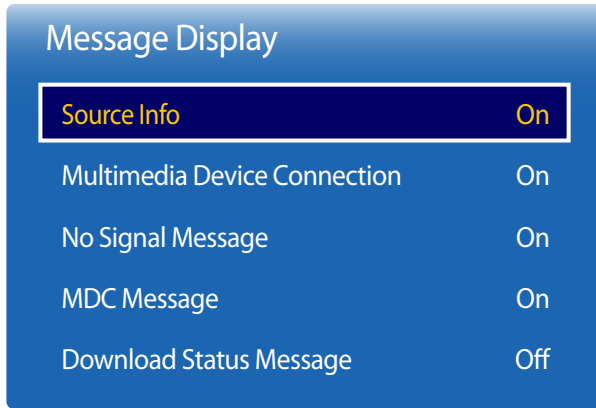 Message Display
Source Info On
Multimedia Device Connection On
No Signal Message On
MDC Message On
Download Status Message Off